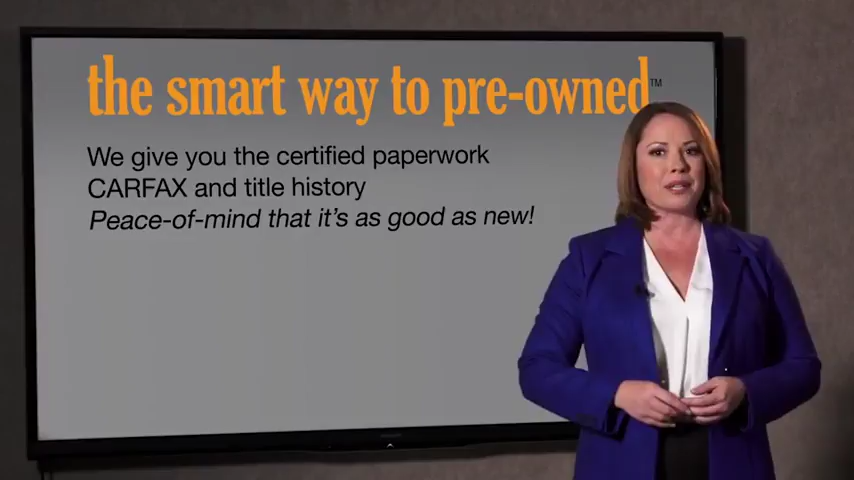 the smart way to pre-owned™
We give you the certified paperwork
CARFAX and title history
Peace-of-mind that it's as good as new!